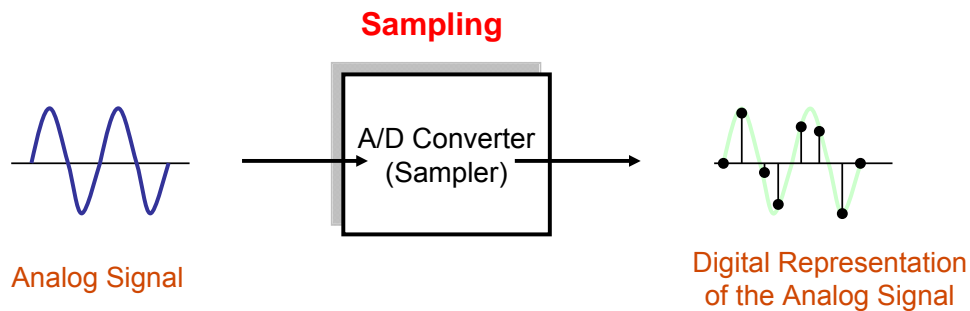 Sampling
A/D Converter
(Sampler)
Analog Signal
Digital Representation
of the Analog Signal